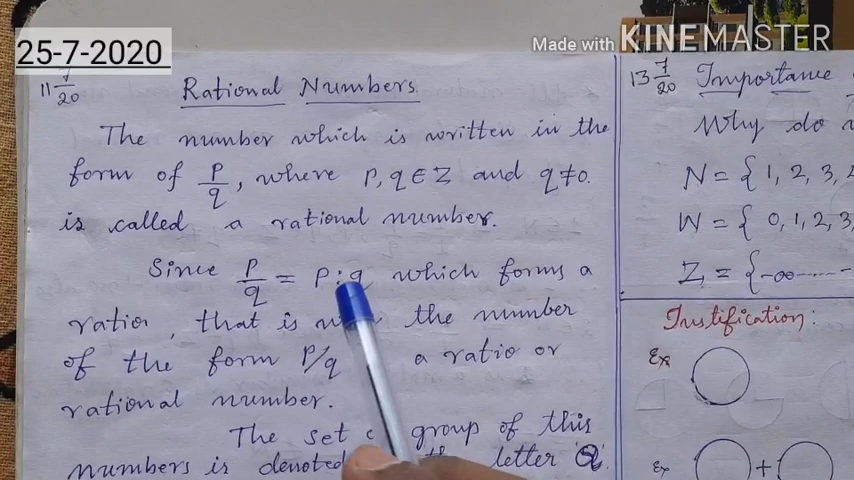 25-7-2020
Made with KINEMASTER
11 7/20
Rational Numbers
The number which is written in the
form of p/q, where p, q ∈ Z and q ≠ 0.
is called a rational number.
Since p/q = p:q which forms a
ratio, that is the number
of the form P/q a ratio or
rational number.
The set group of this
numbers is denoted letter 'Q'.
13 7/20 Importance
Why do
N = { 1, 2, 3,
W = { 0, 1, 2, 3,
Z = { -∞ ------
Justification:
Ex
Ex +